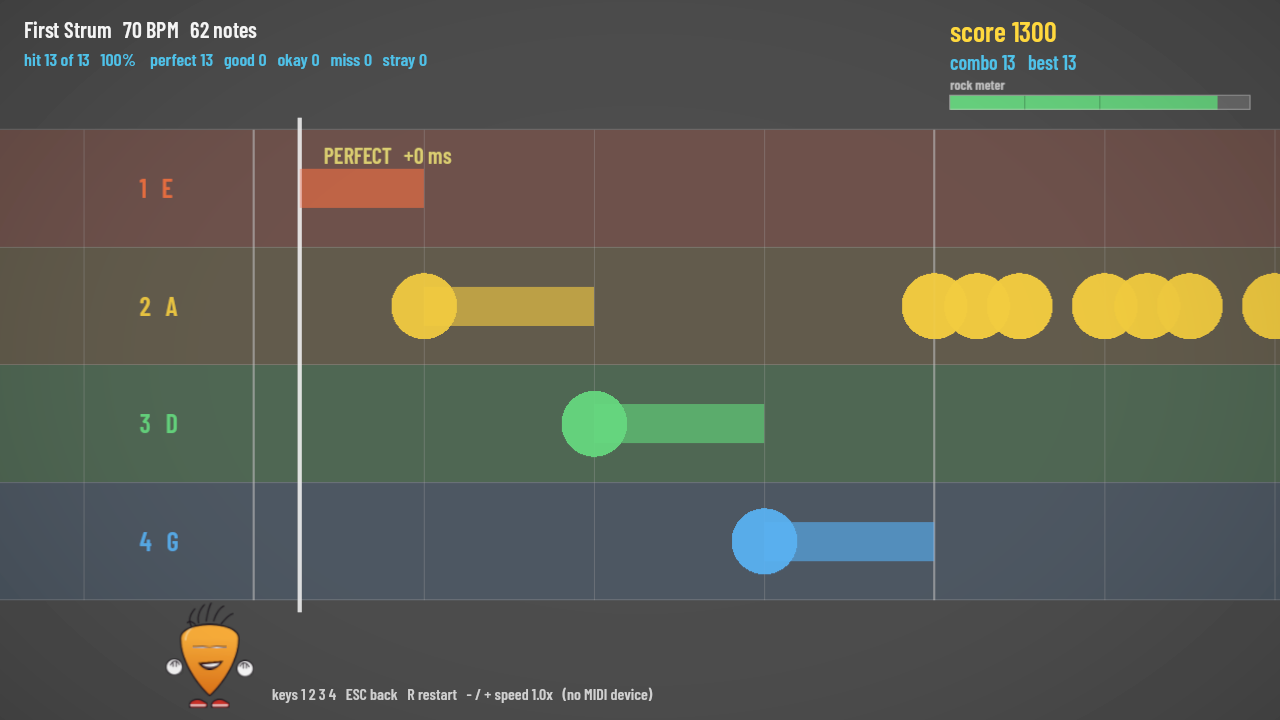 First Strum 70 BPM 62 notes
hit 13 of 13 100% perfect 13 good 0 okay 0 miss 0 stray 0
score 1300
combo 13 best 13
rock meter
PERFECT +0 ms
1 E
2 A
3 D
4 G
keys 1 2 3 4 ESC back R restart - / + speed 1.0x (no MIDI device)